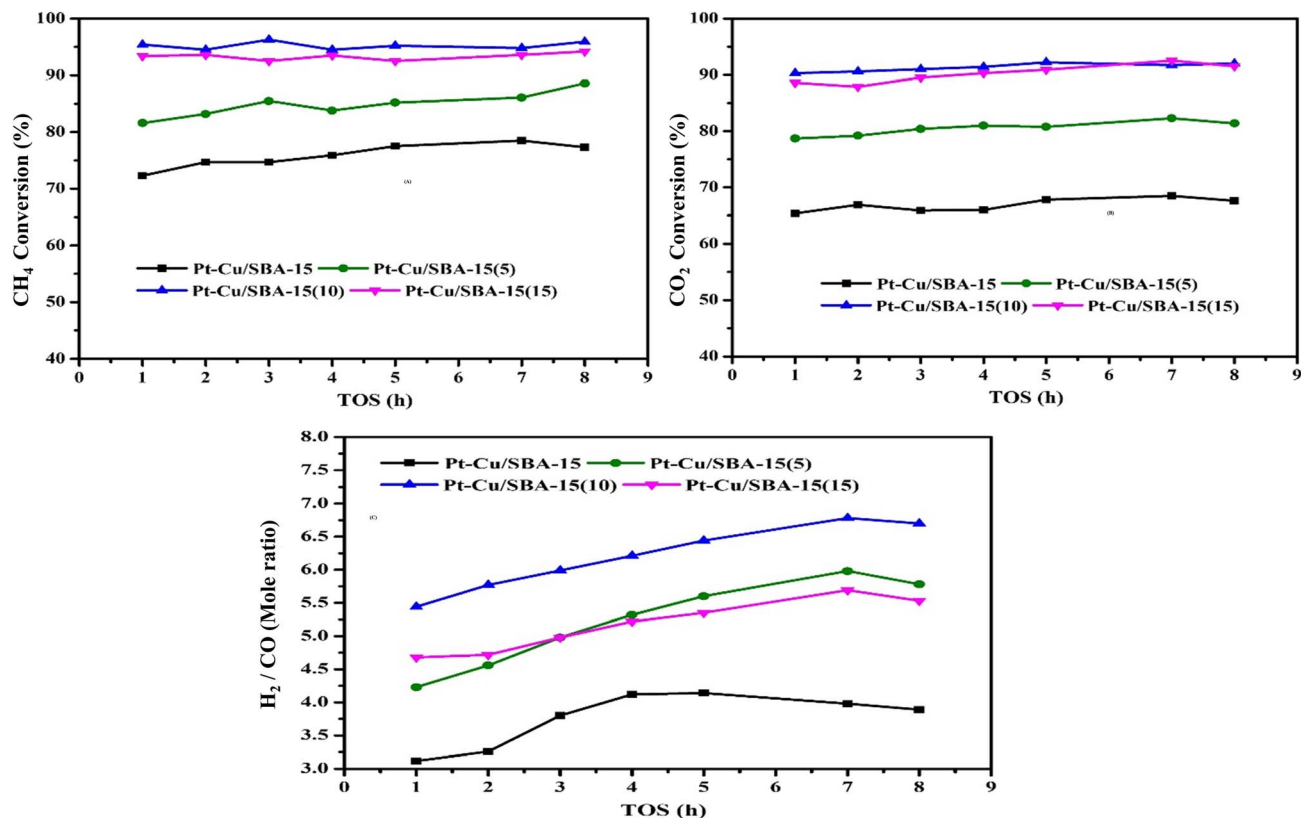 100
90
80
70
60
50
40
CH4 Conversion (%)
(A)
Pt-Cu/SBA-15 Pt-Cu/SBA-15(5)
Pt-Cu/SBA-15(10) Pt-Cu/SBA-15(15)
0 1 2 3 4 5 6 7 8 9
TOS (h)
100
90
80
70
60
50
40
CO2 Conversion (%)
(B)
Pt-Cu/SBA-15 Pt-Cu/SBA-15(5)
Pt-Cu/SBA-15(10) Pt-Cu/SBA-15(15)
0 1 2 3 4 5 6 7 8 9
TOS (h)
8.0
7.5
7.0
6.5
6.0
5.5
5.0
4.5
4.0
3.5
3.0
H2 / CO (Mole ratio)
Pt-Cu/SBA-15 Pt-Cu/SBA-15(5)
Pt-Cu/SBA-15(10) Pt-Cu/SBA-15(15)
(C)
0 1 2 3 4 5 6 7 8 9
TOS (h)